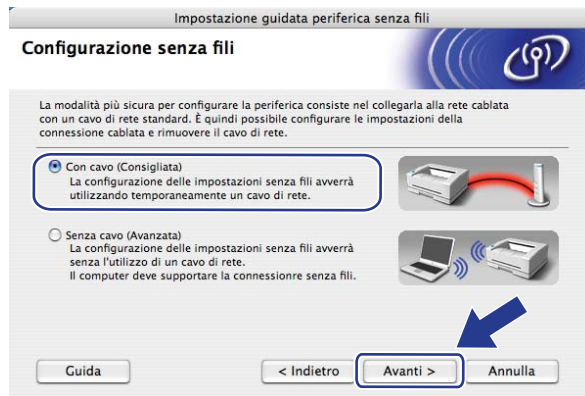 Impostazione guidata periferica senza fili
Configurazione senza fili
La modalità più sicura per configurare la periferica consiste nel collegarla alla rete cablata
con un cavo di rete standard. È quindi possibile configurare le impostazioni della
connessione cablata e rimuovere il cavo di rete.
Con cavo (Consigliata)
La configurazione delle impostazioni senza fili avverrà
utilizzando temporaneamente un cavo di rete.
Senza cavo (Avanzata)
La configurazione delle impostazioni senza fili avverrà
senza l'utilizzo di un cavo di rete.
Il computer deve supportare la connessionre senza fili.
Guida
< Indietro
Avanti >
Annulla